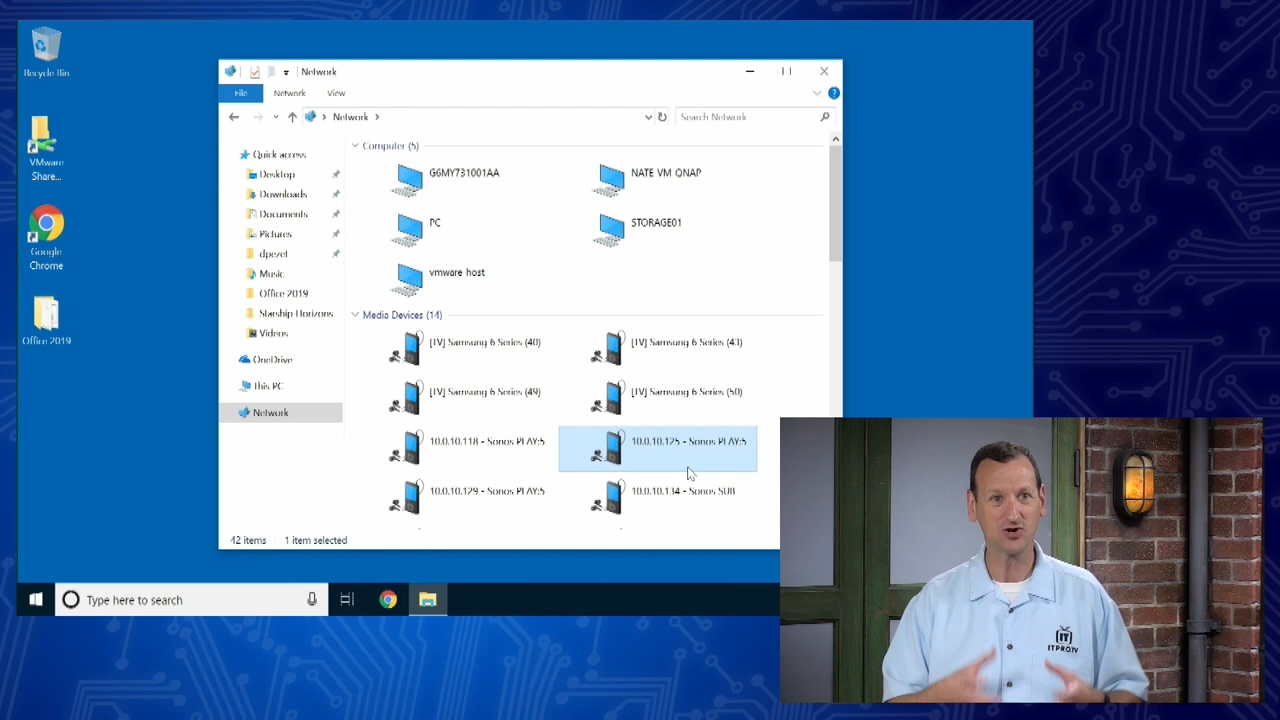 Recycle Bin
VMware
Share...
Google
Chrome
Office 2019
Network
File
Network
View
Network
Search Network
Quick access
Desktop
Downloads
Documents
Pictures
dpezet
Music
Office 2019
Starship Horizons
Videos
OneDrive
This PC
Network
Computer (5)
G6MY731001AA
NATE VM QNAP
PC
STORAGE01
vmware host
Media Devices (14)
[TV] Samsung 6 Series (40)
[TV] Samsung 6 Series (43)
[TV] Samsung 6 Series (49)
[TV] Samsung 6 Series (50)
10.0.10.118 - Sonos PLAY:5
10.0.10.125 - Sonos PLAY:5
10.0.10.129 - Sonos PLAY:5
10.0.10.134 - Sonos SUB
42 items
1 item selected
Type here to search
IT
ITPROTV